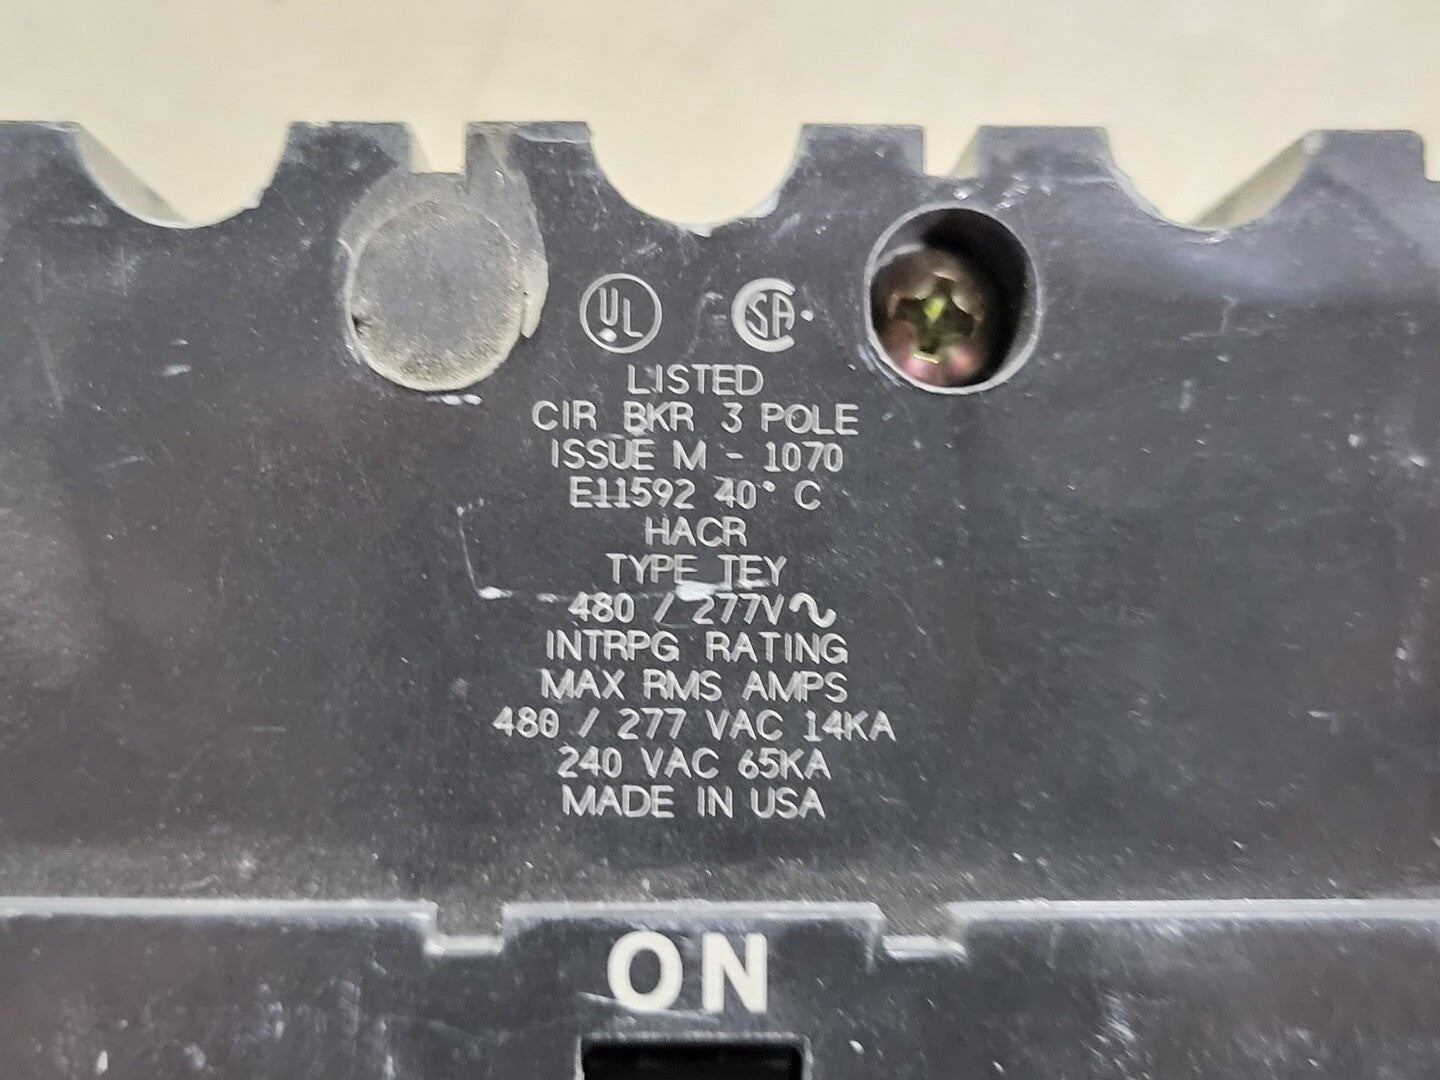 UL SA
LISTED
CIR BKR 3 POLE
ISSUE M - 1070
E11592 40° C
HACR
TYPE TEY
480 / 277V∿
INTRPG RATING
MAX RMS AMPS
480 / 277 VAC 14KA
240 VAC 65KA
MADE IN USA
ON